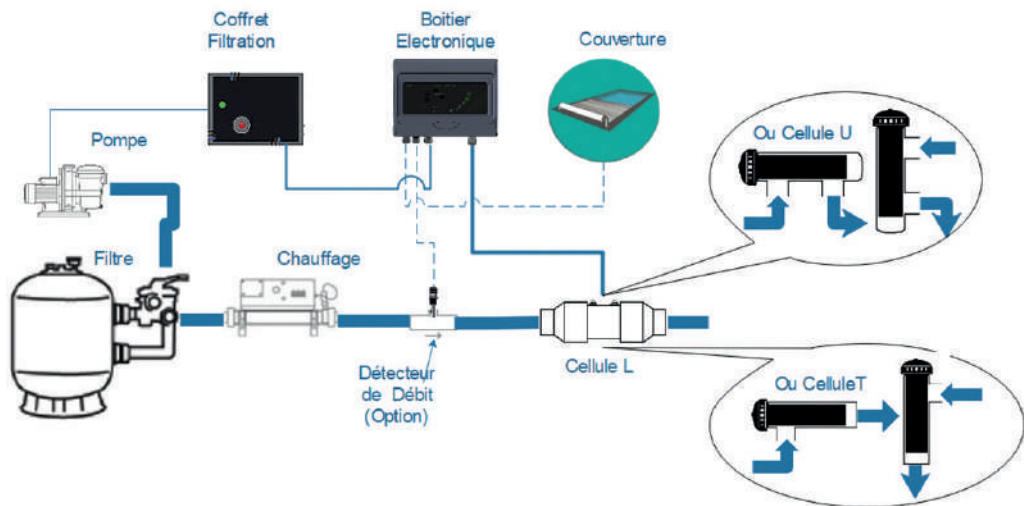 Coffret
Filtration
Boitier
Electronique
Couverture
Pompe
Ou Cellule U
Filtre
Chauffage
Détecteur
de Débit
(Option)
Cellule L
Ou CelluleT